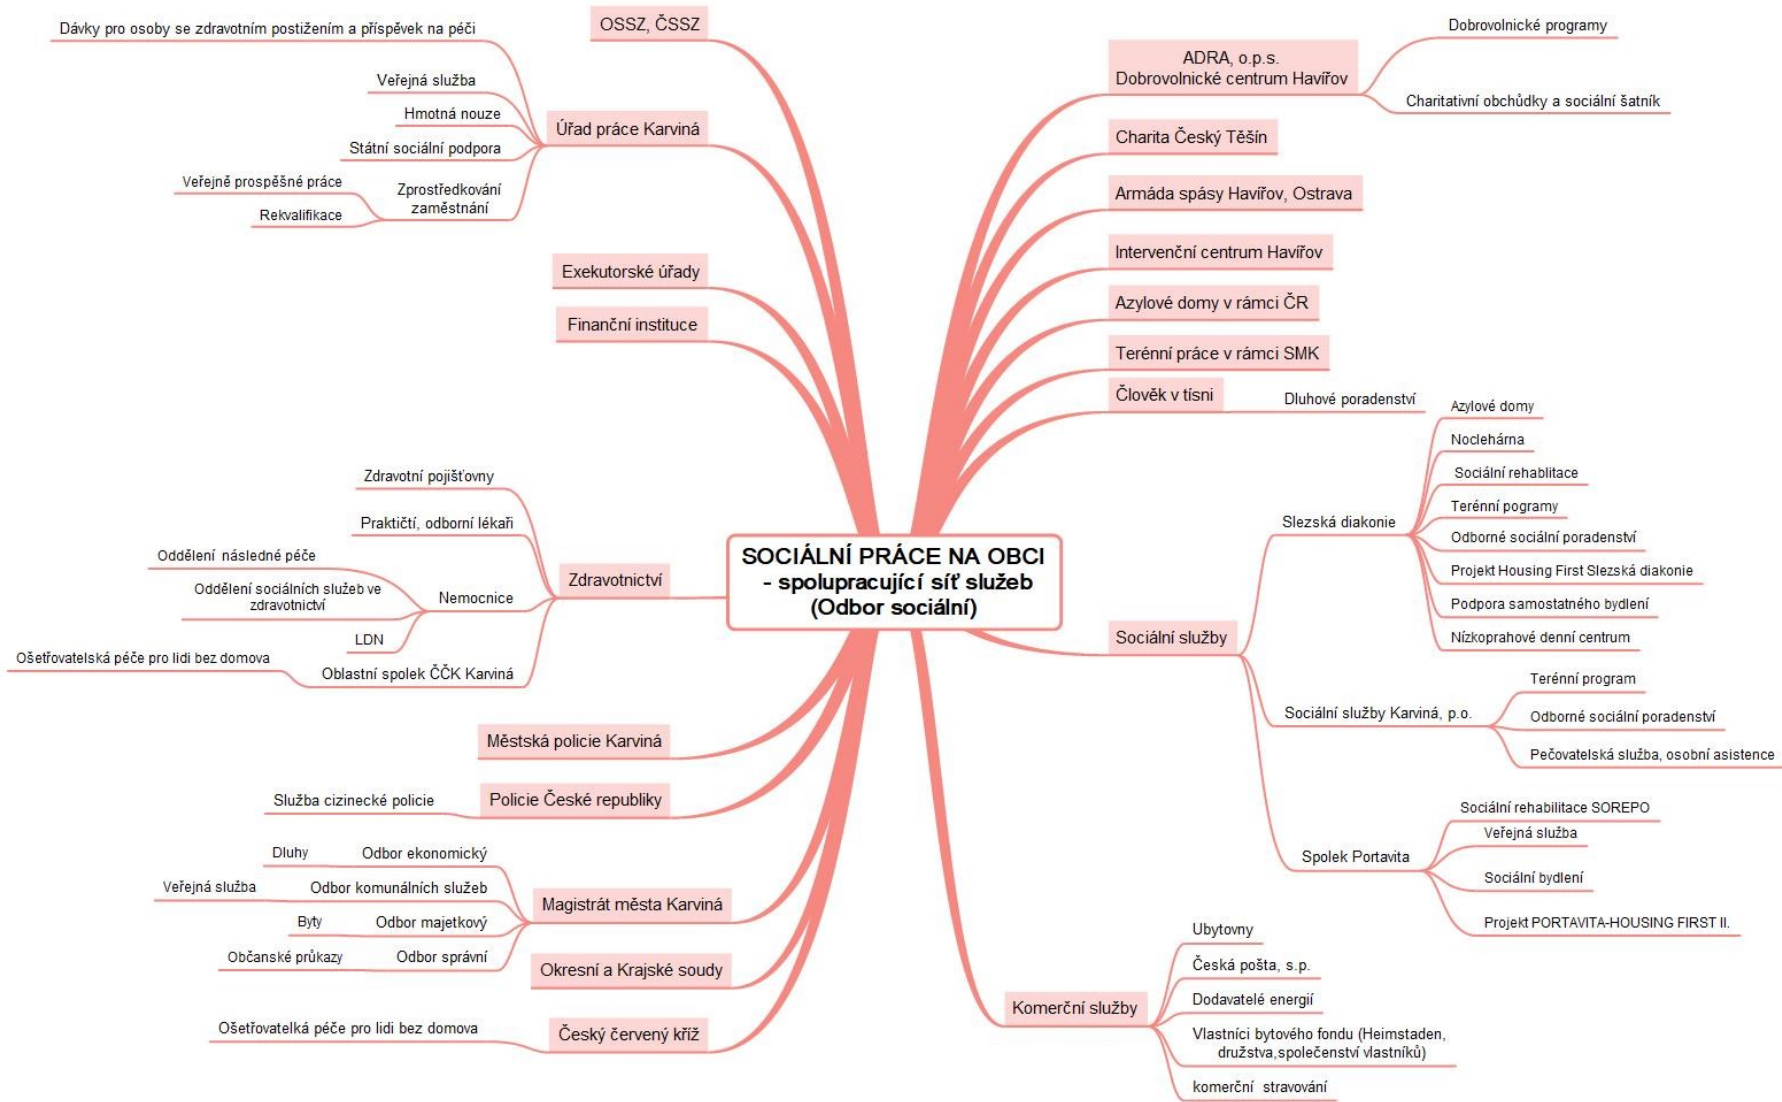 SOCIÁLNÍ PRÁCE NA OBCI
- spolupracující síť služeb
(Odbor sociální)
OSSZ, ČSSZ
Úřad práce Karviná
Dávky pro osoby se zdravotním postižením a příspěvek na péči
Veřejná služba
Hmotná nouze
Státní sociální podpora
Zprostředkování
zaměstnání
Veřejně prospěšné práce
Rekvalifikace
Exekutorské úřady
Finanční instituce
Zdravotnictví
Zdravotní pojišťovny
Praktičtí, odborní lékaři
Nemocnice
Oddělení následné péče
Oddělení sociálních služeb ve
zdravotnictví
LDN
Oblastní spolek ČČK Karviná
Ošetřovatelská péče pro lidi bez domova
Městská policie Karviná
Policie České republiky
Služba cizinecké policie
Magistrát města Karviná
Odbor ekonomický
Dluhy
Odbor komunálních služeb
Veřejná služba
Odbor majetkový
Byty
Odbor správní
Občanské průkazy
Okresní a Krajské soudy
Český červený kříž
Ošetřovatelká péče pro lidi bez domova
ADRA, o.p.s.
Dobrovolnické centrum Havířov
Dobrovolnické programy
Charitativní obchůdky a sociální šatník
Charita Český Těšín
Armáda spásy Havířov, Ostrava
Intervenční centrum Havířov
Azylové domy v rámci ČR
Terénní práce v rámci SMK
Člověk v tísni
Dluhové poradenství
Sociální služby
Slezská diakonie
Azylové domy
Noclehárna
Sociální rehablitace
Terénní pogramy
Odborné sociální poradenství
Projekt Housing First Slezská diakonie
Podpora samostatného bydlení
Nízkoprahové denní centrum
Sociální služby Karviná, p.o.
Terénní program
Odborné sociální poradenství
Pečovatelská služba, osobní asistence
Spolek Portavita
Sociální rehabilitace SOREPO
Veřejná služba
Sociální bydlení
Projekt PORTAVITA-HOUSING FIRST II.
Komerční služby
Ubytovny
Česká pošta, s.p.
Dodavatelé energií
Vlastníci bytového fondu (Heimstaden,
družstva,společenství vlastníků)
komerční stravování